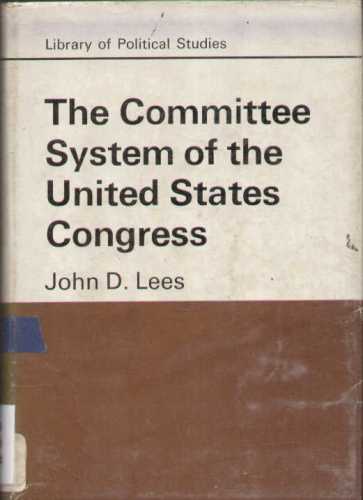 Library of Political Studies
The Committee
System of the
United States
Congress
John D. Lees